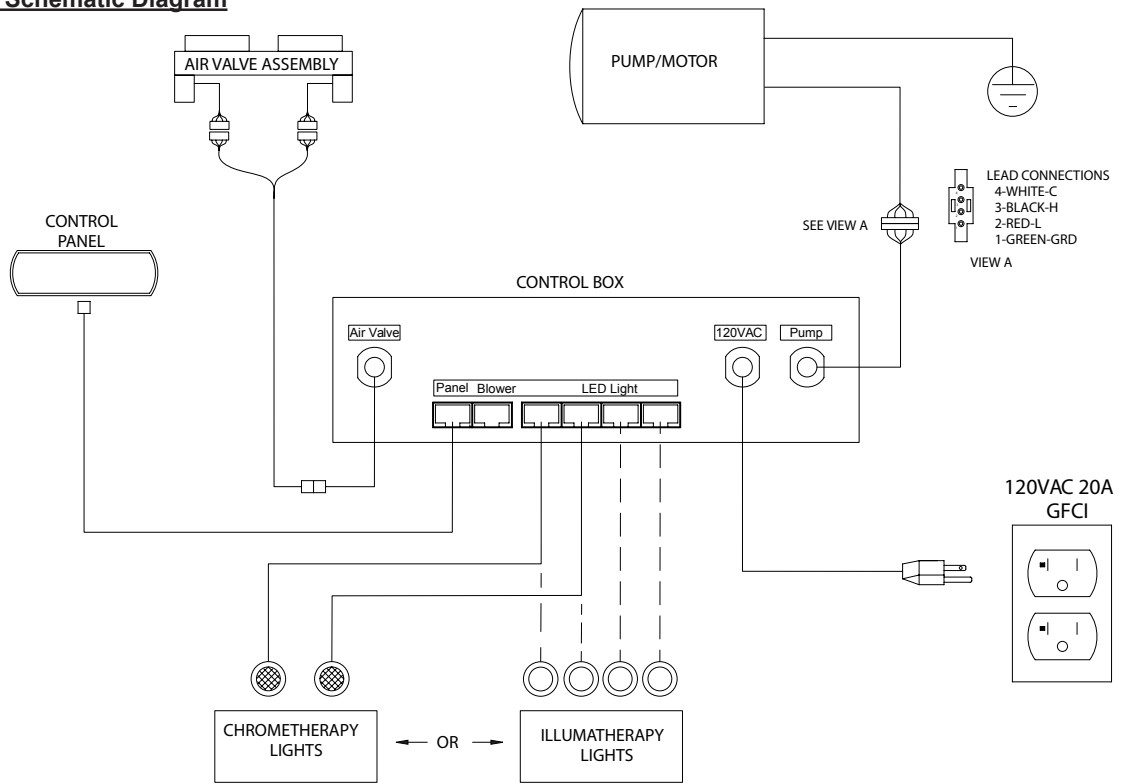 Schematic Diagram
AIR VALVE ASSEMBLY
PUMP/MOTOR
LEAD CONNECTIONS
4-WHITE-C
3-BLACK-H
2-RED-L
1-GREEN-GRD
VIEW A
SEE VIEW A
CONTROL
PANEL
CONTROL BOX
Air Valve
120VAC
Pump
Panel
Blower
LED Light
120VAC 20A
GFCI
CHROMETHERAPY
LIGHTS
OR
ILLUMATHERAPY
LIGHTS